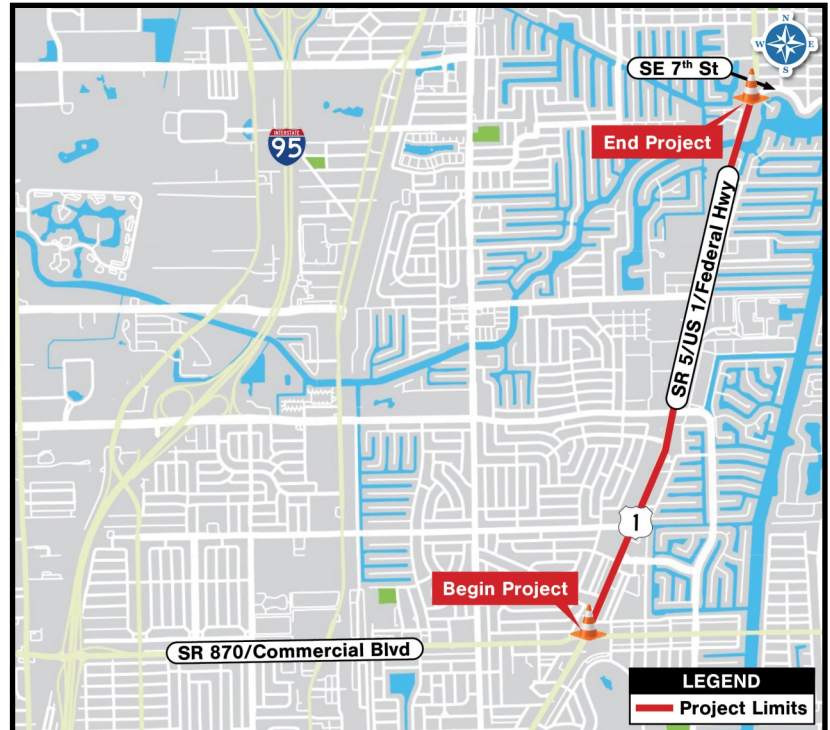 N
W E
S
SE 7th St
End Project
INTERSTATE
95
SR 5/US 1/Federal Hwy
1
Begin Project
SR 870/Commercial Blvd
LEGEND
Project Limits